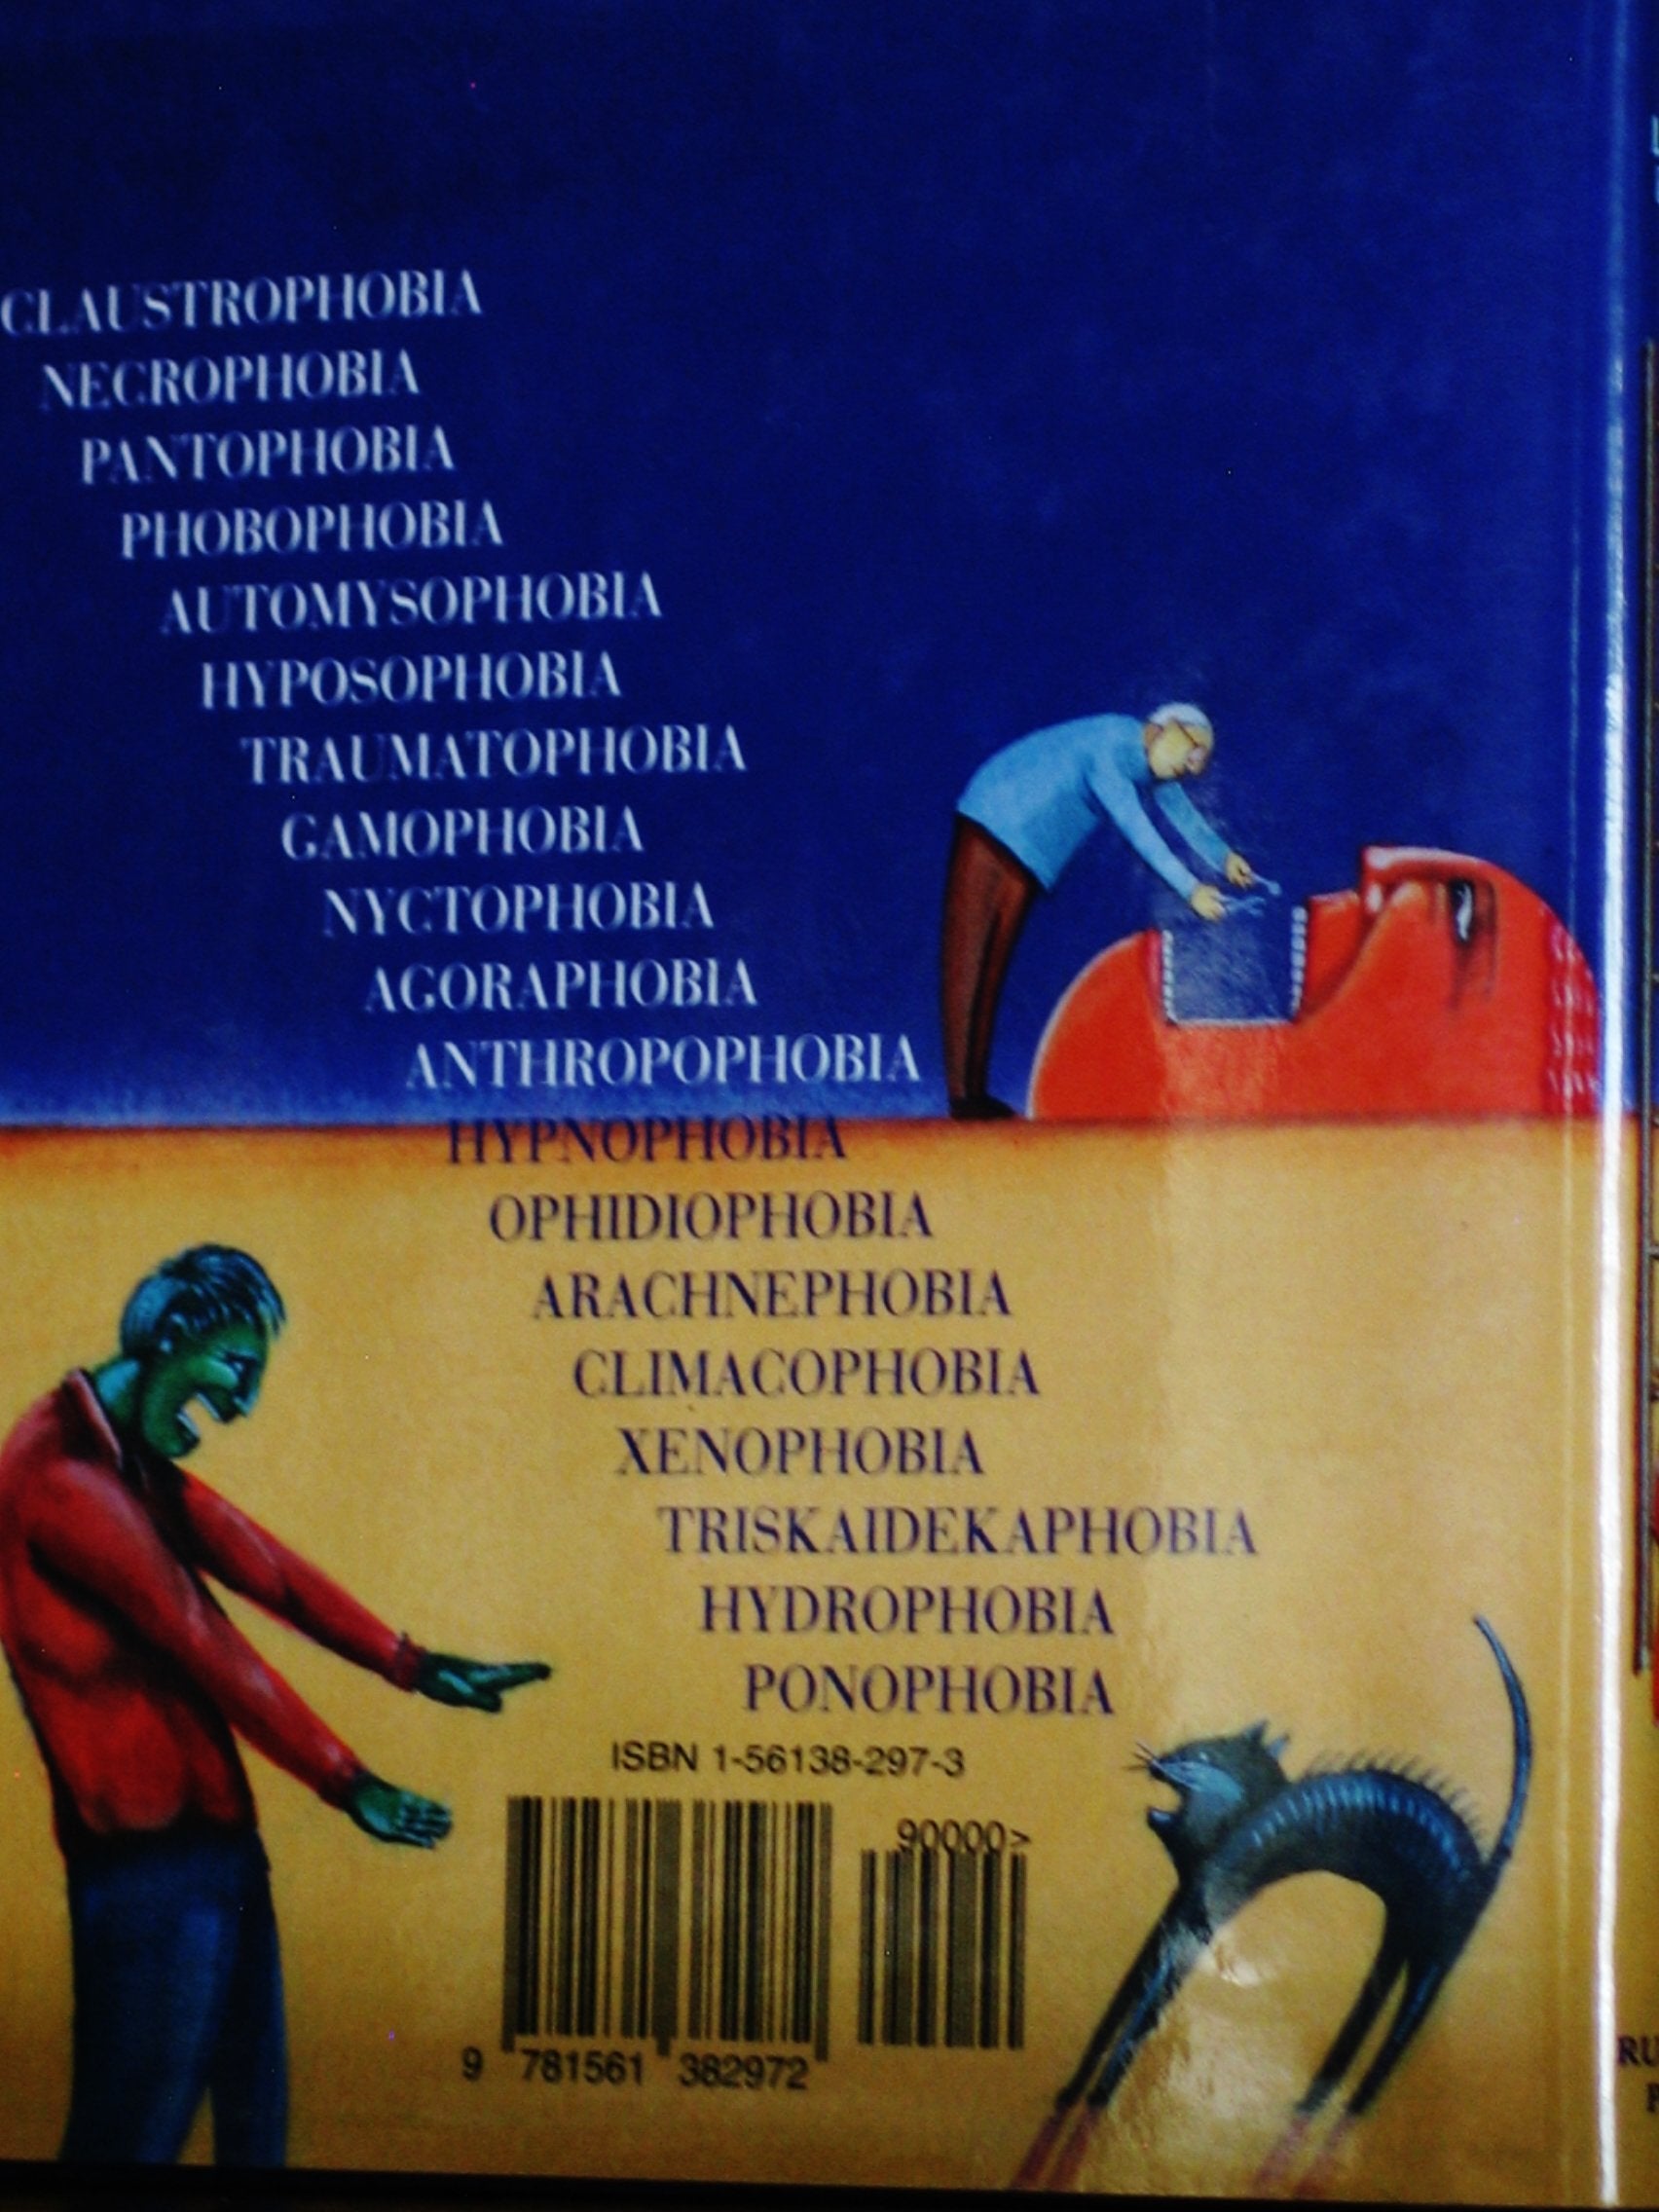 CLAUSTROPHOBIA
NECROPHOBIA
PANTOPHOBIA
PHOBOPHOBIA
AUTOMYSOPHOBIA
HYPOSOPHOBIA
TRAUMATOPHOBIA
GAMOPHOBIA
NYCTOPHOBIA
AGORAPHOBIA
ANTHROPOPHOBIA
HYPNOPHOBIA
OPHIDIOPHOBIA
ARACHNEPHOBIA
CLIMACOPHOBIA
XENOPHOBIA
TRISKAIDEKAPHOBIA
HYDROPHOBIA
PONOPHOBIA
ISBN 1-56138-297-3
90000>
9 781561 382972
RU